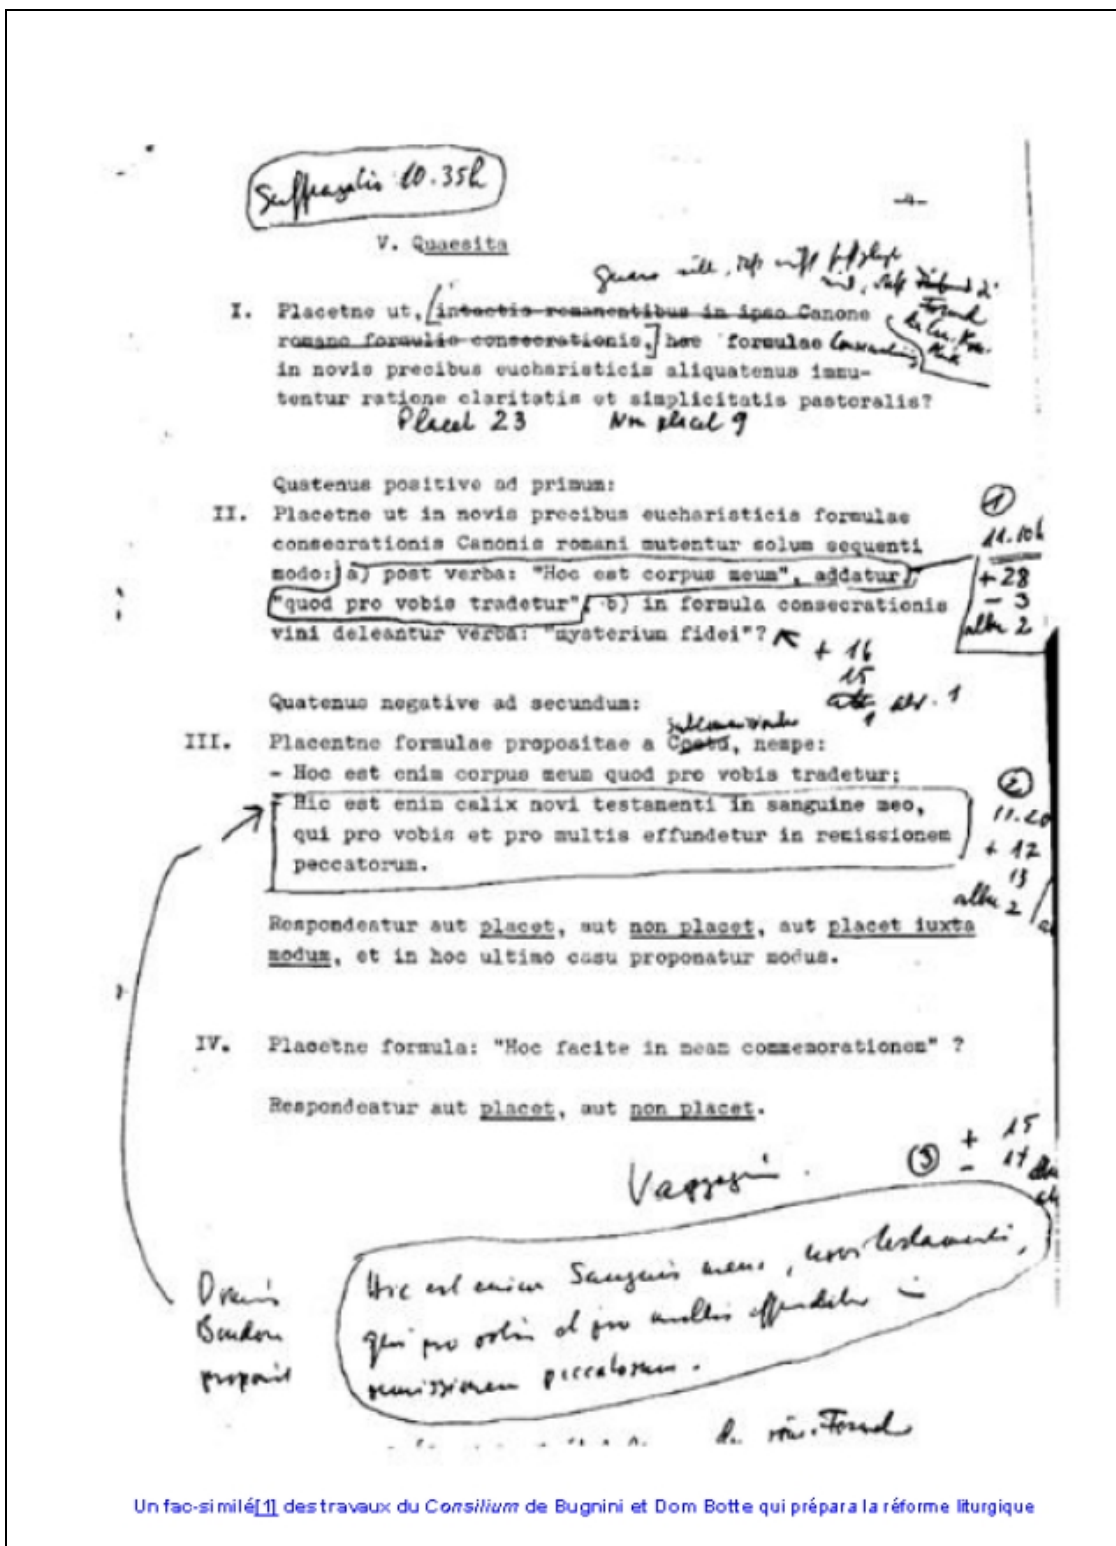 Suffragatio 10.35h
-4-
V. Quaesita
I. Placetne ut, [intactis remanentibus in ipso Canone
romano formulis consecrationis,] hae formulae
in novis precibus eucharisticis aliquatenus immu-
tentur ratione claritatis et simplicitatis pastoralis?
Placet 23 Non placet 9
Quatenus positive ad primum:
II. Placetne ut in novis precibus eucharisticis formulae
consecrationis Canonis romani mutentur solum sequenti
modo: a) post verba: "Hoc est corpus meum", addatur
"quod pro vobis tradetur" b) in formula consecrationis
vini deleantur verba: "mysterium fidei"?
1
11.10h
+ 28
- 3
2
+ 16
15
1
Quatenus negative ad secundum:
III. Placentne formulae propositae a Coetu, nempe:
- Hoc est enim corpus meum quod pro vobis tradetur;
- Hic est enim calix novi testamenti in sanguine meo,
qui pro vobis et pro multis effundetur in remissionem
peccatorum.
2
11.20
+ 12
13
2
Respondeatur aut placet, aut non placet, aut placet iuxta
modum, et in hoc ultimo casu proponatur modus.
IV. Placetne formula: "Hoc facite in meam commemorationem" ?
Respondeatur aut placet, aut non placet.
3 + 15
- 17
Vaggagini
Hic est enim Sanguis meus, novi testamenti,
qui pro vobis et pro multis effundetur in
remissionem peccatorum.
Boudon
proponit
Un fac-similé[1] des travaux du Consilium de Bugnini et Dom Botte qui prépara la réforme liturgique